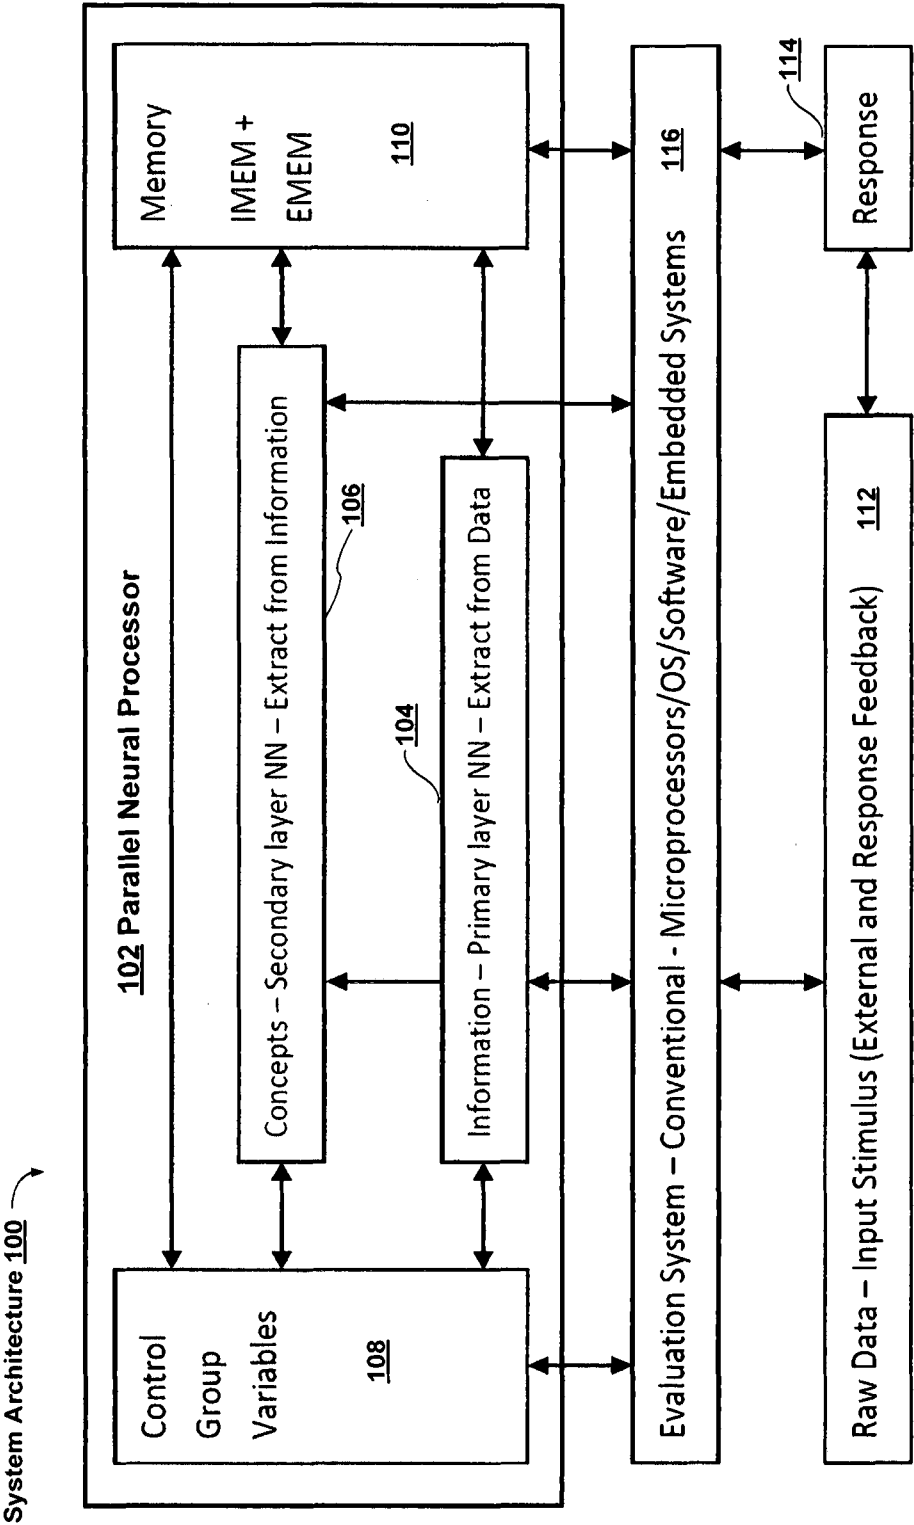 System Architecture 100
102 Parallel Neural Processor
Control
Group
Variables
108
Concepts – Secondary layer NN – Extract from Information
106
Memory
IMEM +
EMEM
110
104
Information – Primary layer NN – Extract from Data
Evaluation System – Conventional - Microprocessors/OS/Software/Embedded Systems
116
114
Raw Data – Input Stimulus (External and Response Feedback)
112
Response